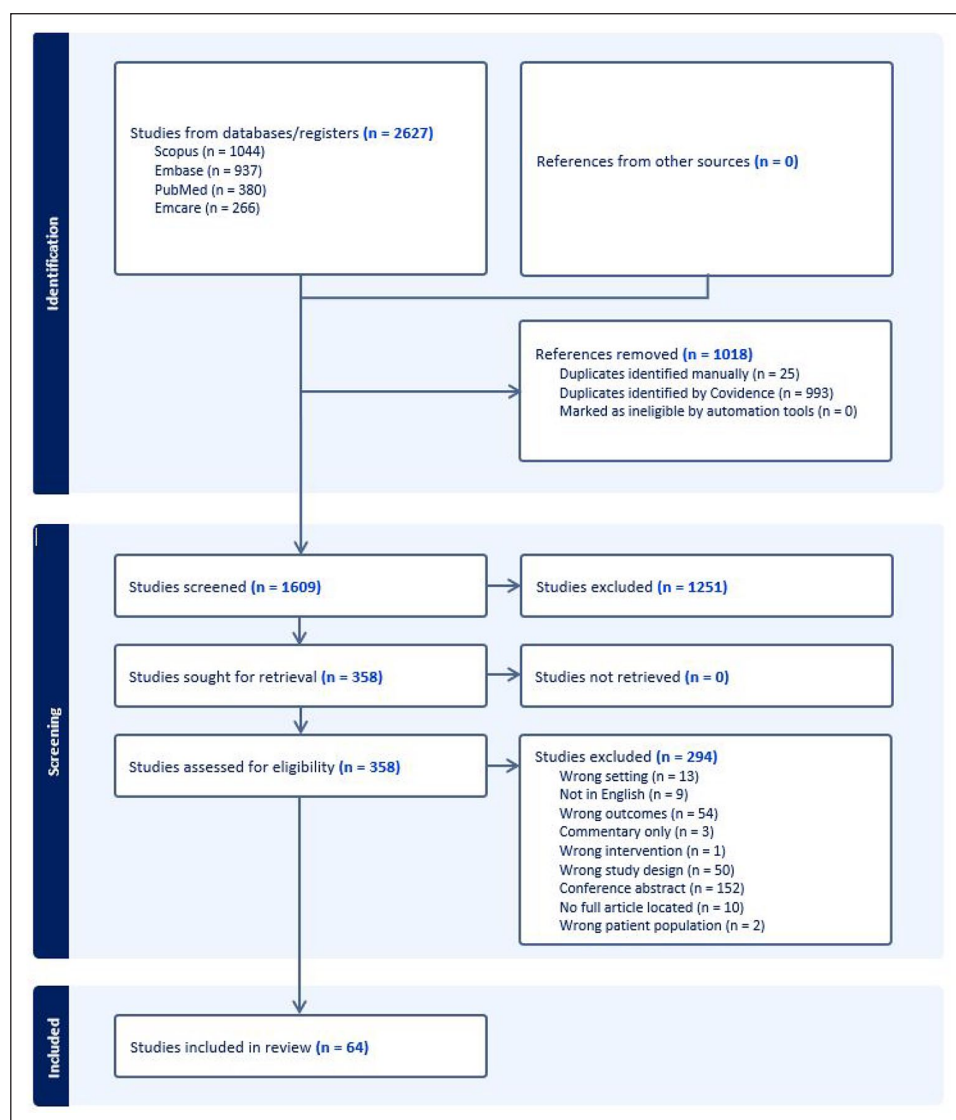 Identification
Studies from databases/registers (n = 2627)
Scopus (n = 1044)
Embase (n = 937)
PubMed (n = 380)
Emcare (n = 266)
References from other sources (n = 0)
References removed (n = 1018)
Duplicates identified manually (n = 25)
Duplicates identified by Covidence (n = 993)
Marked as ineligible by automation tools (n = 0)
Screening
Studies screened (n = 1609)
Studies excluded (n = 1251)
Studies sought for retrieval (n = 358)
Studies not retrieved (n = 0)
Studies assessed for eligibility (n = 358)
Studies excluded (n = 294)
Wrong setting (n = 13)
Not in English (n = 9)
Wrong outcomes (n = 54)
Commentary only (n = 3)
Wrong intervention (n = 1)
Wrong study design (n = 50)
Conference abstract (n = 152)
No full article located (n = 10)
Wrong patient population (n = 2)
Included
Studies included in review (n = 64)